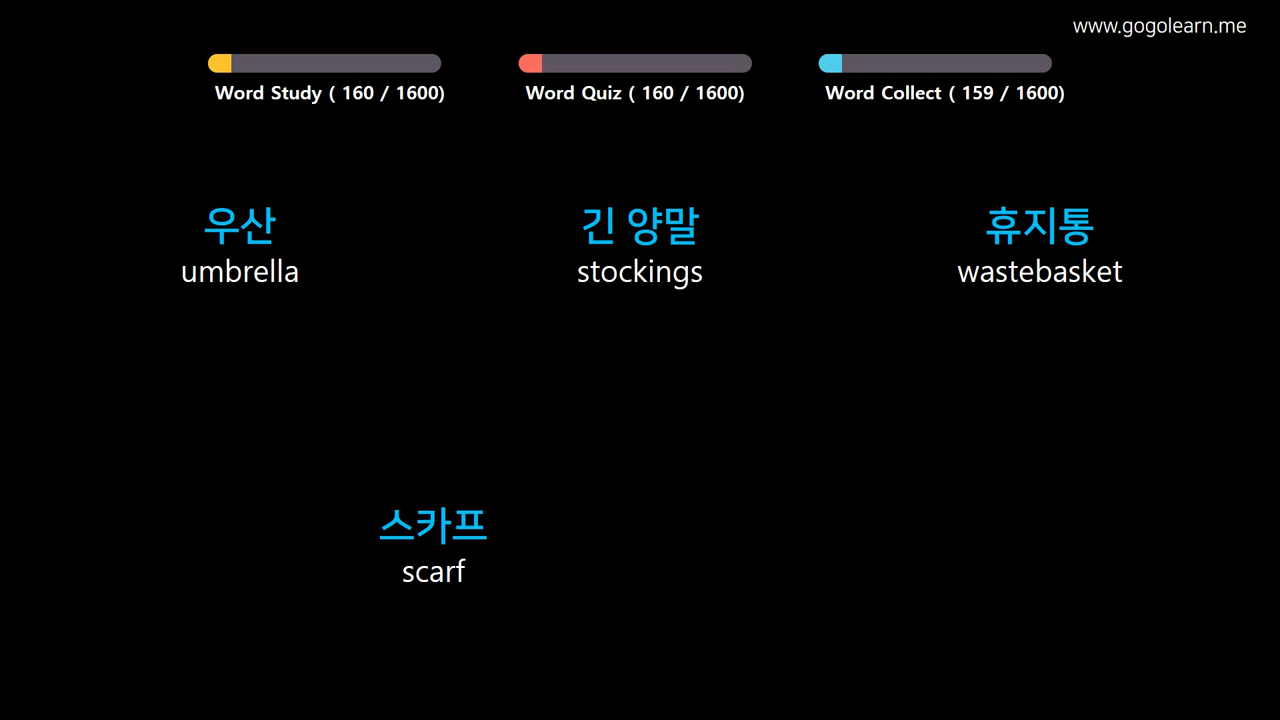 www.gogolearn.me
Word Study ( 160 / 1600)
Word Quiz ( 160 / 1600)
Word Collect ( 159 / 1600)
우산
umbrella
긴 양말
stockings
휴지통
wastebasket
스카프
scarf